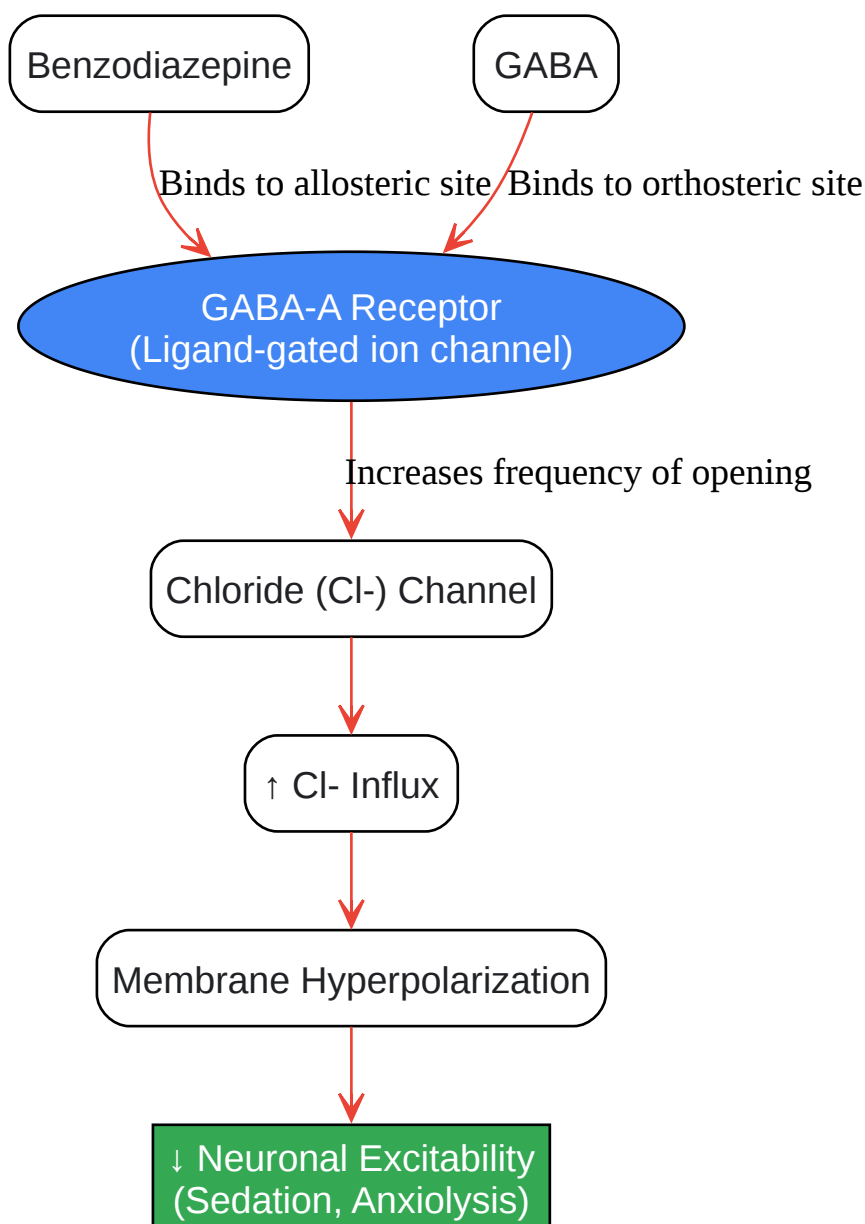 Benzodiazepine
GABA
Binds to allosteric site
Binds to orthosteric site
GABA-A Receptor
(Ligand-gated ion channel)
Increases frequency of opening
Chloride (Cl-) Channel
↑ Cl- Influx
Membrane Hyperpolarization
↓ Neuronal Excitability
(Sedation, Anxiolysis)